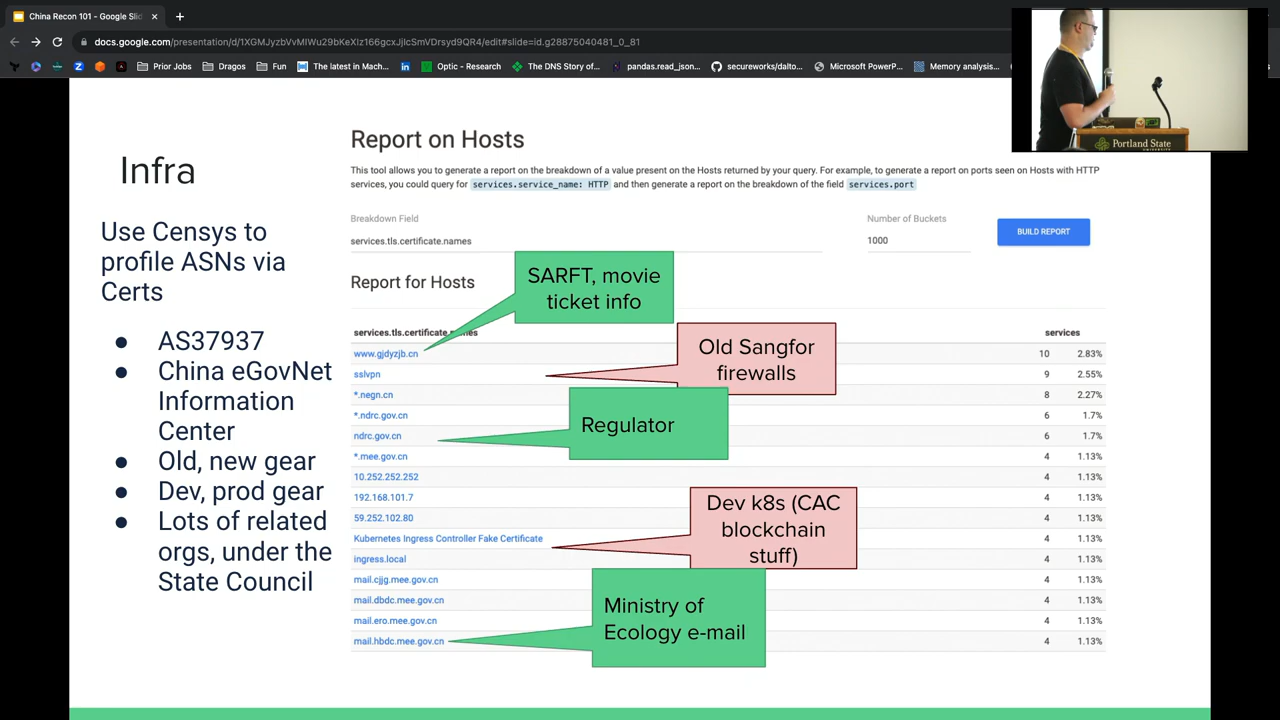 China Recon 101 - Google Slid
docs.google.com/presentation/d/1XGMJyzbVvMIWu29bKeXIz166gcxJjIcSmVDrsyd9QR4/edit#slide=id.g28875040481_0_81
Prior Jobs
Dragos
Fun
The latest in Mach...
Optic - Research
The DNS Story of...
pandas.read_json...
secureworks/dalto...
Microsoft PowerP...
Memory analysis...
Portland State
UNIVERSITY
Infra
Use Censys to
profile ASNs via
Certs
● AS37937
● China eGovNet
Information
Center
● Old, new gear
● Dev, prod gear
● Lots of related
orgs, under the
State Council
Report on Hosts
This tool allows you to generate a report on the breakdown of a value present on the Hosts returned by your query. For example, to generate a report on ports seen on Hosts with HTTP
services, you could query for services.service_name: HTTP and then generate a report on the breakdown of the field services.port
Breakdown Field
Number of Buckets
services.tls.certificate.names
1000
BUILD REPORT
Report for Hosts
SARFT, movie
ticket info
services.tls.certificate.names services
www.gjdyzjb.cn 10 2.83%
Old Sangfor
firewalls
sslvpn 9 2.55%
*.negn.cn 8 2.27%
*.ndrc.gov.cn 6 1.7%
Regulator
ndrc.gov.cn 6 1.7%
*.mee.gov.cn 4 1.13%
10.252.252.252 4 1.13%
192.168.101.7 4 1.13%
59.252.102.80 4 1.13%
Dev k8s (CAC
blockchain
stuff)
Kubernetes Ingress Controller Fake Certificate 4 1.13%
ingress.local 4 1.13%
mail.cjjg.mee.gov.cn 4 1.13%
mail.dbdc.mee.gov.cn 4 1.13%
Ministry of
Ecology e-mail
mail.ero.mee.gov.cn 4 1.13%
mail.hbdc.mee.gov.cn 4 1.13%